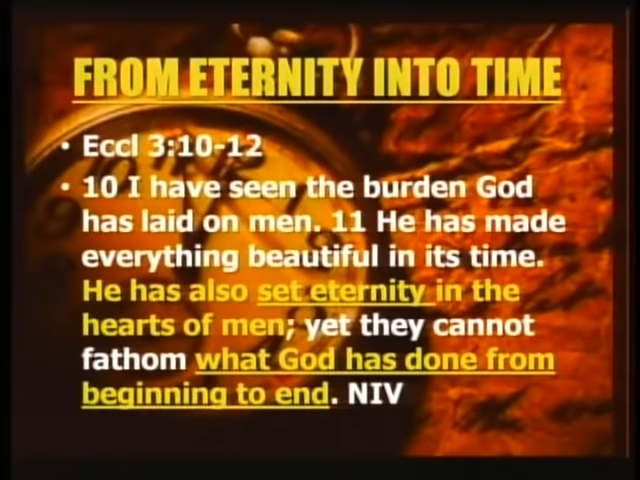 FROM ETERNITY INTO TIME
• Eccl 3:10-12
• 10 I have seen the burden God
has laid on men. 11 He has made
everything beautiful in its time.
He has also set eternity in the
hearts of men; yet they cannot
fathom what God has done from
beginning to end. NIV